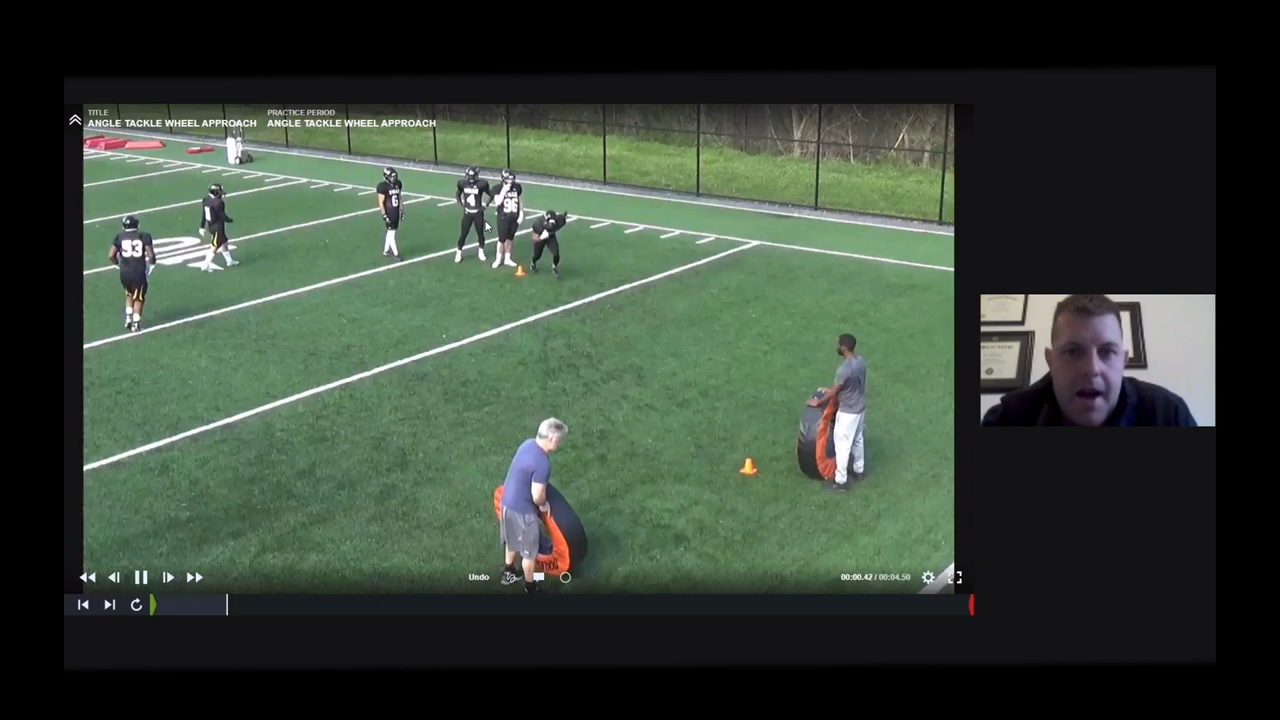 TITLE
ANGLE TACKLE WHEEL APPROACH
PRACTICE PERIOD
ANGLE TACKLE WHEEL APPROACH
6
4
96
93
Undo
00:00.42 / 00:04.50